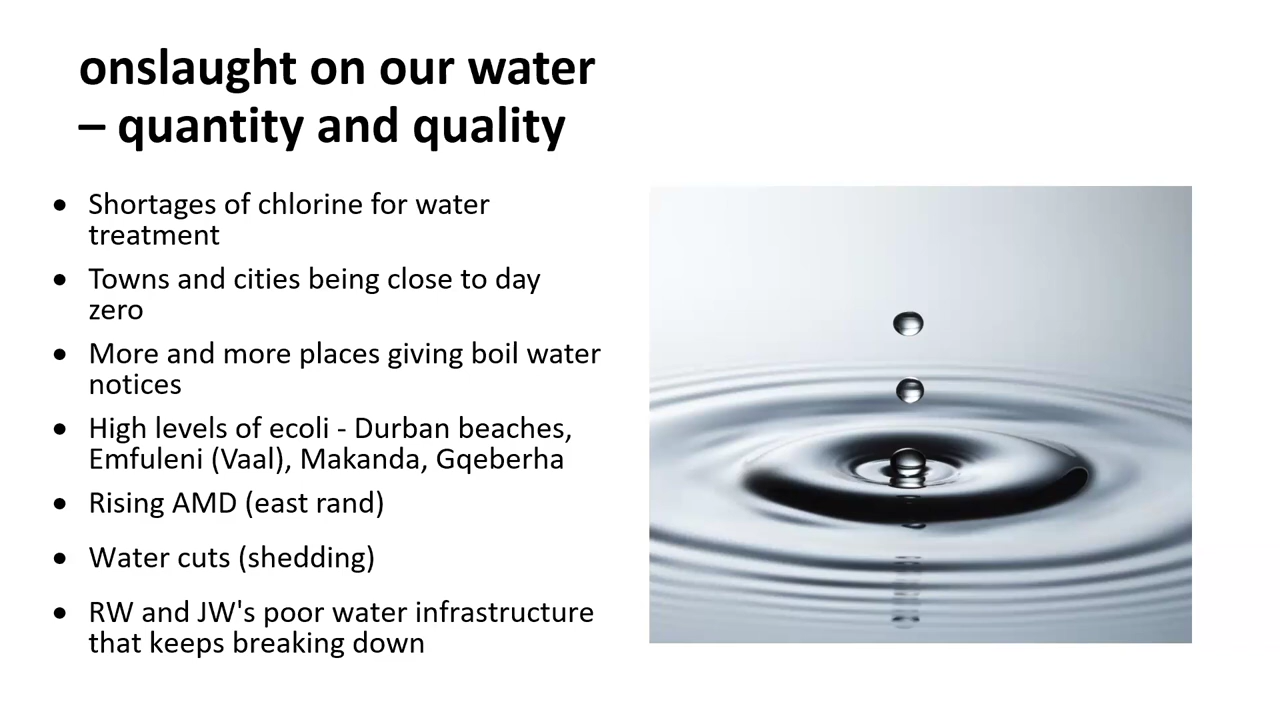 onslaught on our water
– quantity and quality
• Shortages of chlorine for water
treatment
• Towns and cities being close to day
zero
• More and more places giving boil water
notices
• High levels of ecoli - Durban beaches,
Emfuleni (Vaal), Makanda, Gqeberha
• Rising AMD (east rand)
• Water cuts (shedding)
• RW and JW's poor water infrastructure
that keeps breaking down